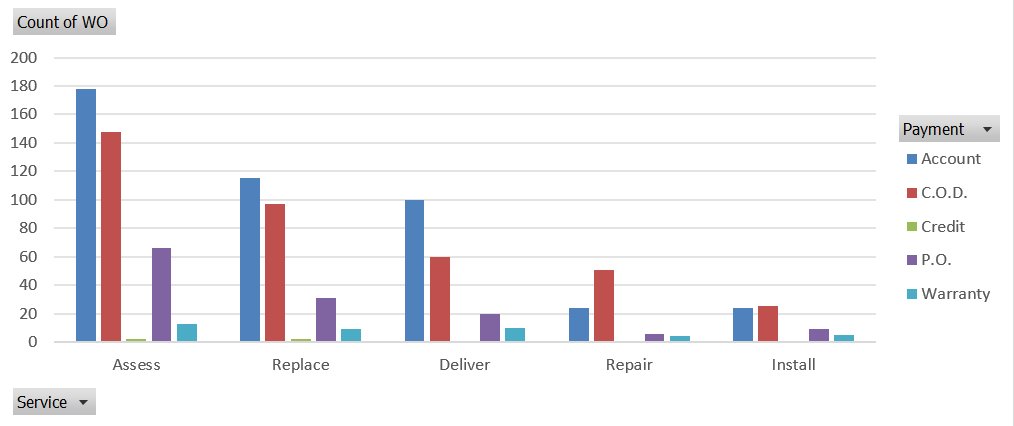 Count of WO
200
180
160
140
120
100
80
60
40
20
0
Assess Replace Deliver Repair Install
Service
Payment
Account
C.O.D.
Credit
P.O.
Warranty